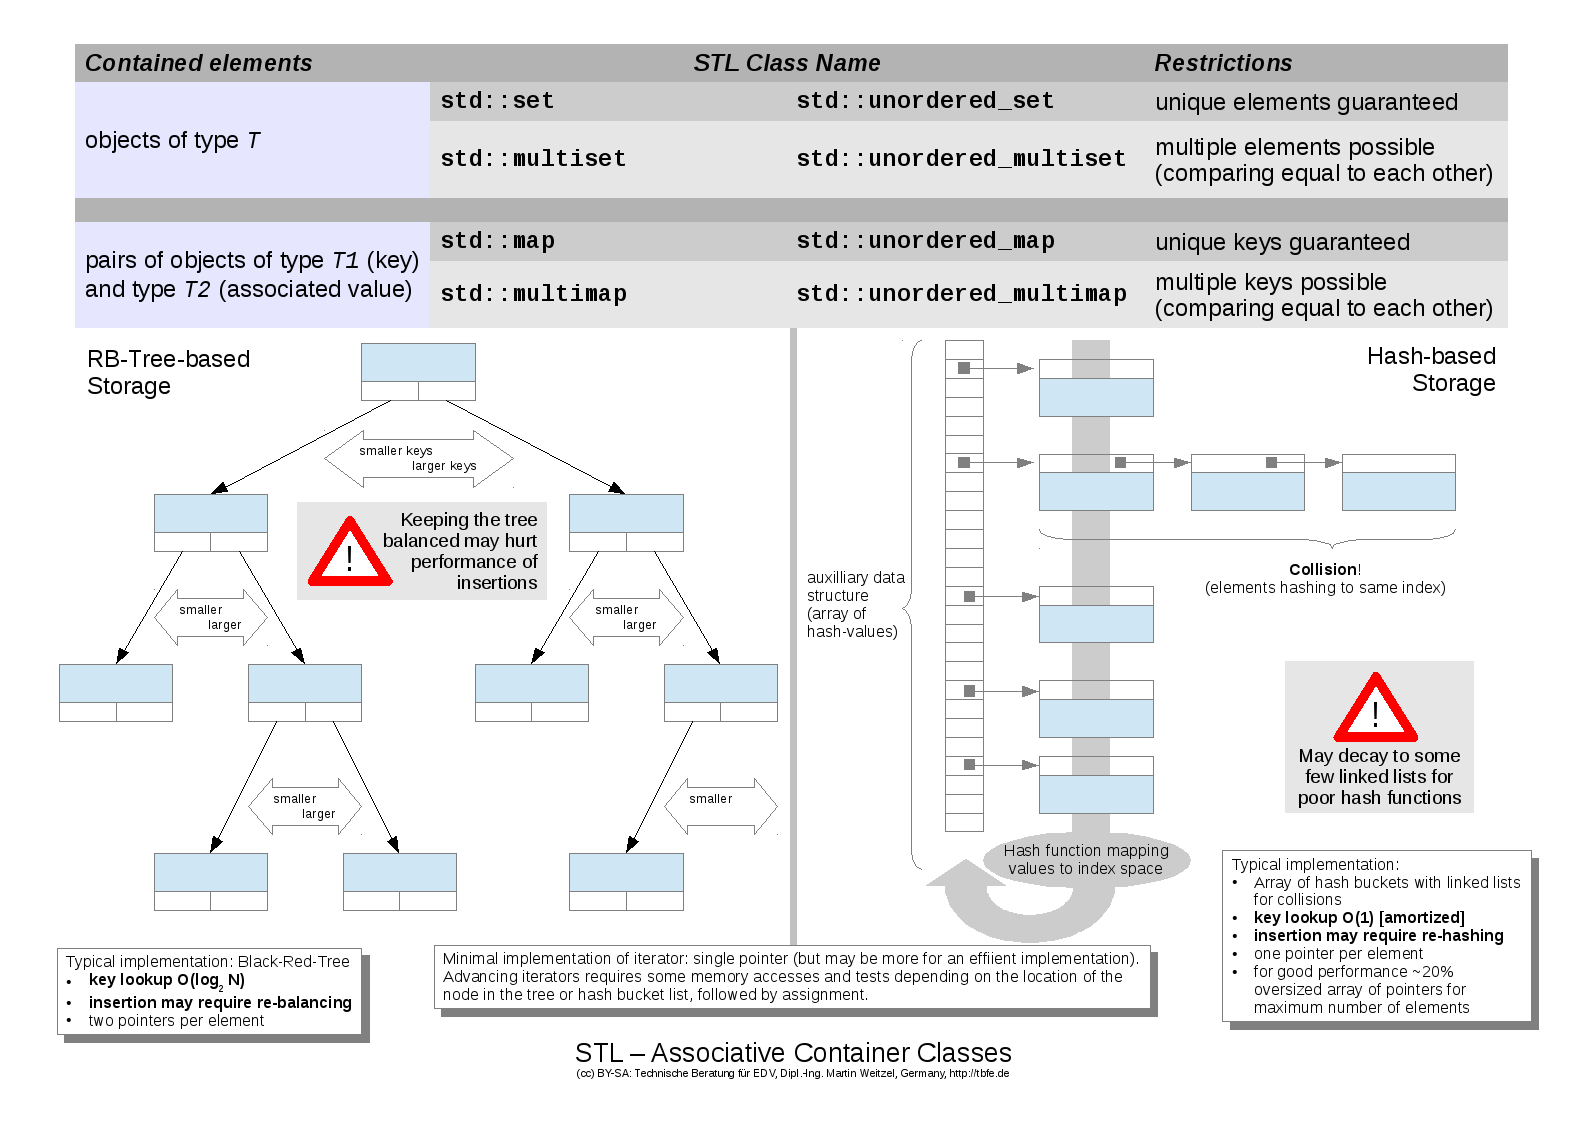 Contained elements STL Class Name Restrictions
objects of type T
std::set std::unordered_set unique elements guaranteed
std::multiset std::unordered_multiset multiple elements possible
(comparing equal to each other)
pairs of objects of type T1 (key)
and type T2 (associated value)
std::map std::unordered_map unique keys guaranteed
std::multimap std::unordered_multimap multiple keys possible
(comparing equal to each other)
RB-Tree-based
Storage
smaller keys
larger keys
Keeping the tree
balanced may hurt
performance of
insertions
smaller
larger
smaller
larger
smaller
larger
smaller
Hash-based
Storage
auxilliary data
structure
(array of
hash-values)
Collision!
(elements hashing to same index)
!
!
May decay to some
few linked lists for
poor hash functions
Hash function mapping
values to index space
Typical implementation: Black-Red-Tree
• key lookup O(log2 N)
• insertion may require re-balancing
• two pointers per element
Minimal implementation of iterator: single pointer (but may be more for an effiient implementation).
Advancing iterators requires some memory accesses and tests depending on the location of the
node in the tree or hash bucket list, followed by assignment.
Typical implementation:
• Array of hash buckets with linked lists
for collisions
• key lookup O(1) [amortized]
• insertion may require re-hashing
• one pointer per element
• for good performance ~20%
oversized array of pointers for
maximum number of elements
STL – Associative Container Classes
(cc) BY-SA: Technische Beratung für EDV, Dipl.-Ing. Martin Weitzel, Germany, http://tbfe.de